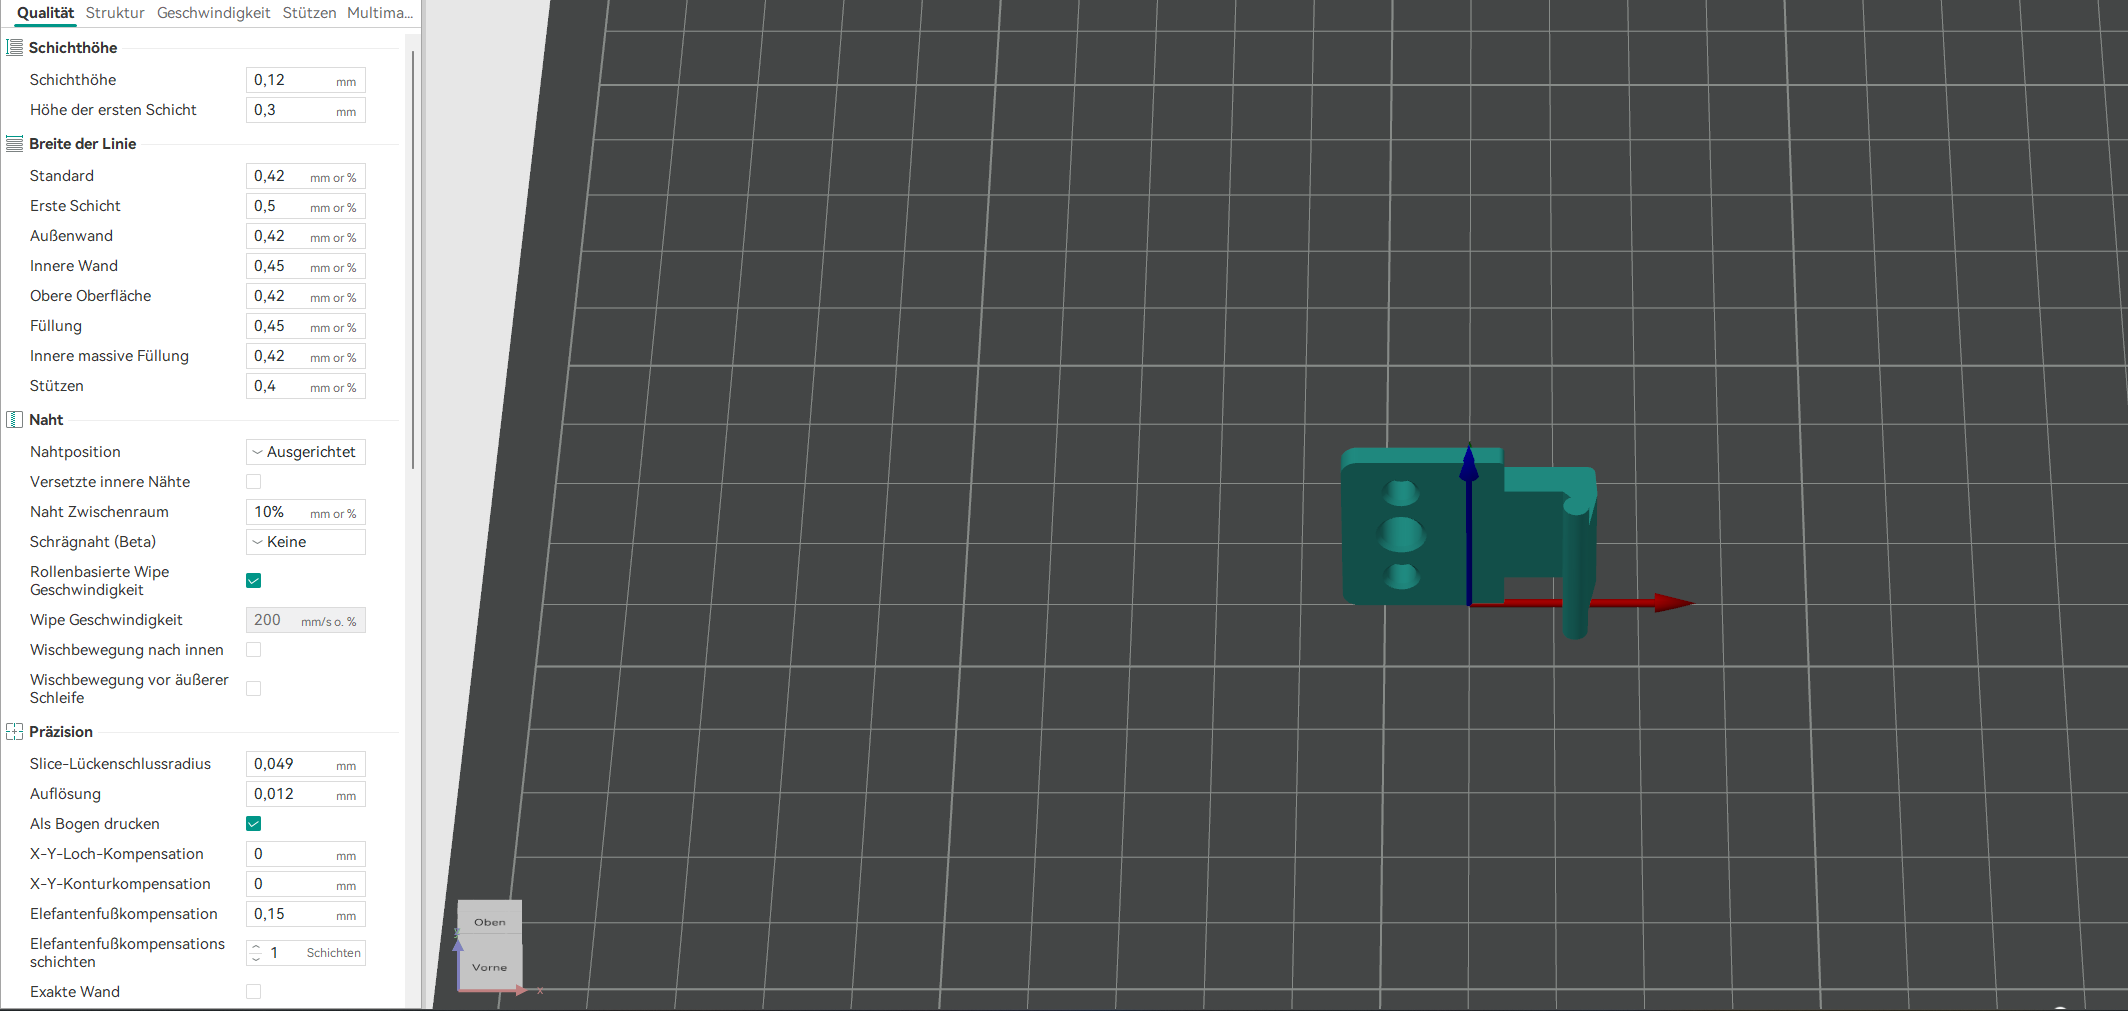 Qualität Struktur Geschwindigkeit Stützen Multima...
Schichthöhe
Schichthöhe 0,12 mm
Höhe der ersten Schicht 0,3 mm
Breite der Linie
Standard 0,42 mm or %
Erste Schicht 0,5 mm or %
Außenwand 0,42 mm or %
Innere Wand 0,45 mm or %
Obere Oberfläche 0,42 mm or %
Füllung 0,45 mm or %
Innere massive Füllung 0,42 mm or %
Stützen 0,4 mm or %
Naht
Nahtposition Ausgerichtet
Versetzte innere Nähte
Naht Zwischenraum 10% mm or %
Schrägnaht (Beta) Keine
Rollenbasierte Wipe
Geschwindigkeit
Wipe Geschwindigkeit 200 mm/s o. %
Wischbewegung nach innen
Wischbewegung vor äußerer
Schleife
Präzision
Slice-Lückenschlussradius 0,049 mm
Auflösung 0,012 mm
Als Bogen drucken
X-Y-Loch-Kompensation 0 mm
X-Y-Konturkompensation 0 mm
Elefantenfußkompensation 0,15 mm
Elefantenfußkompensations
schichten 1 Schichten
Exakte Wand
Oben
Vorne
x